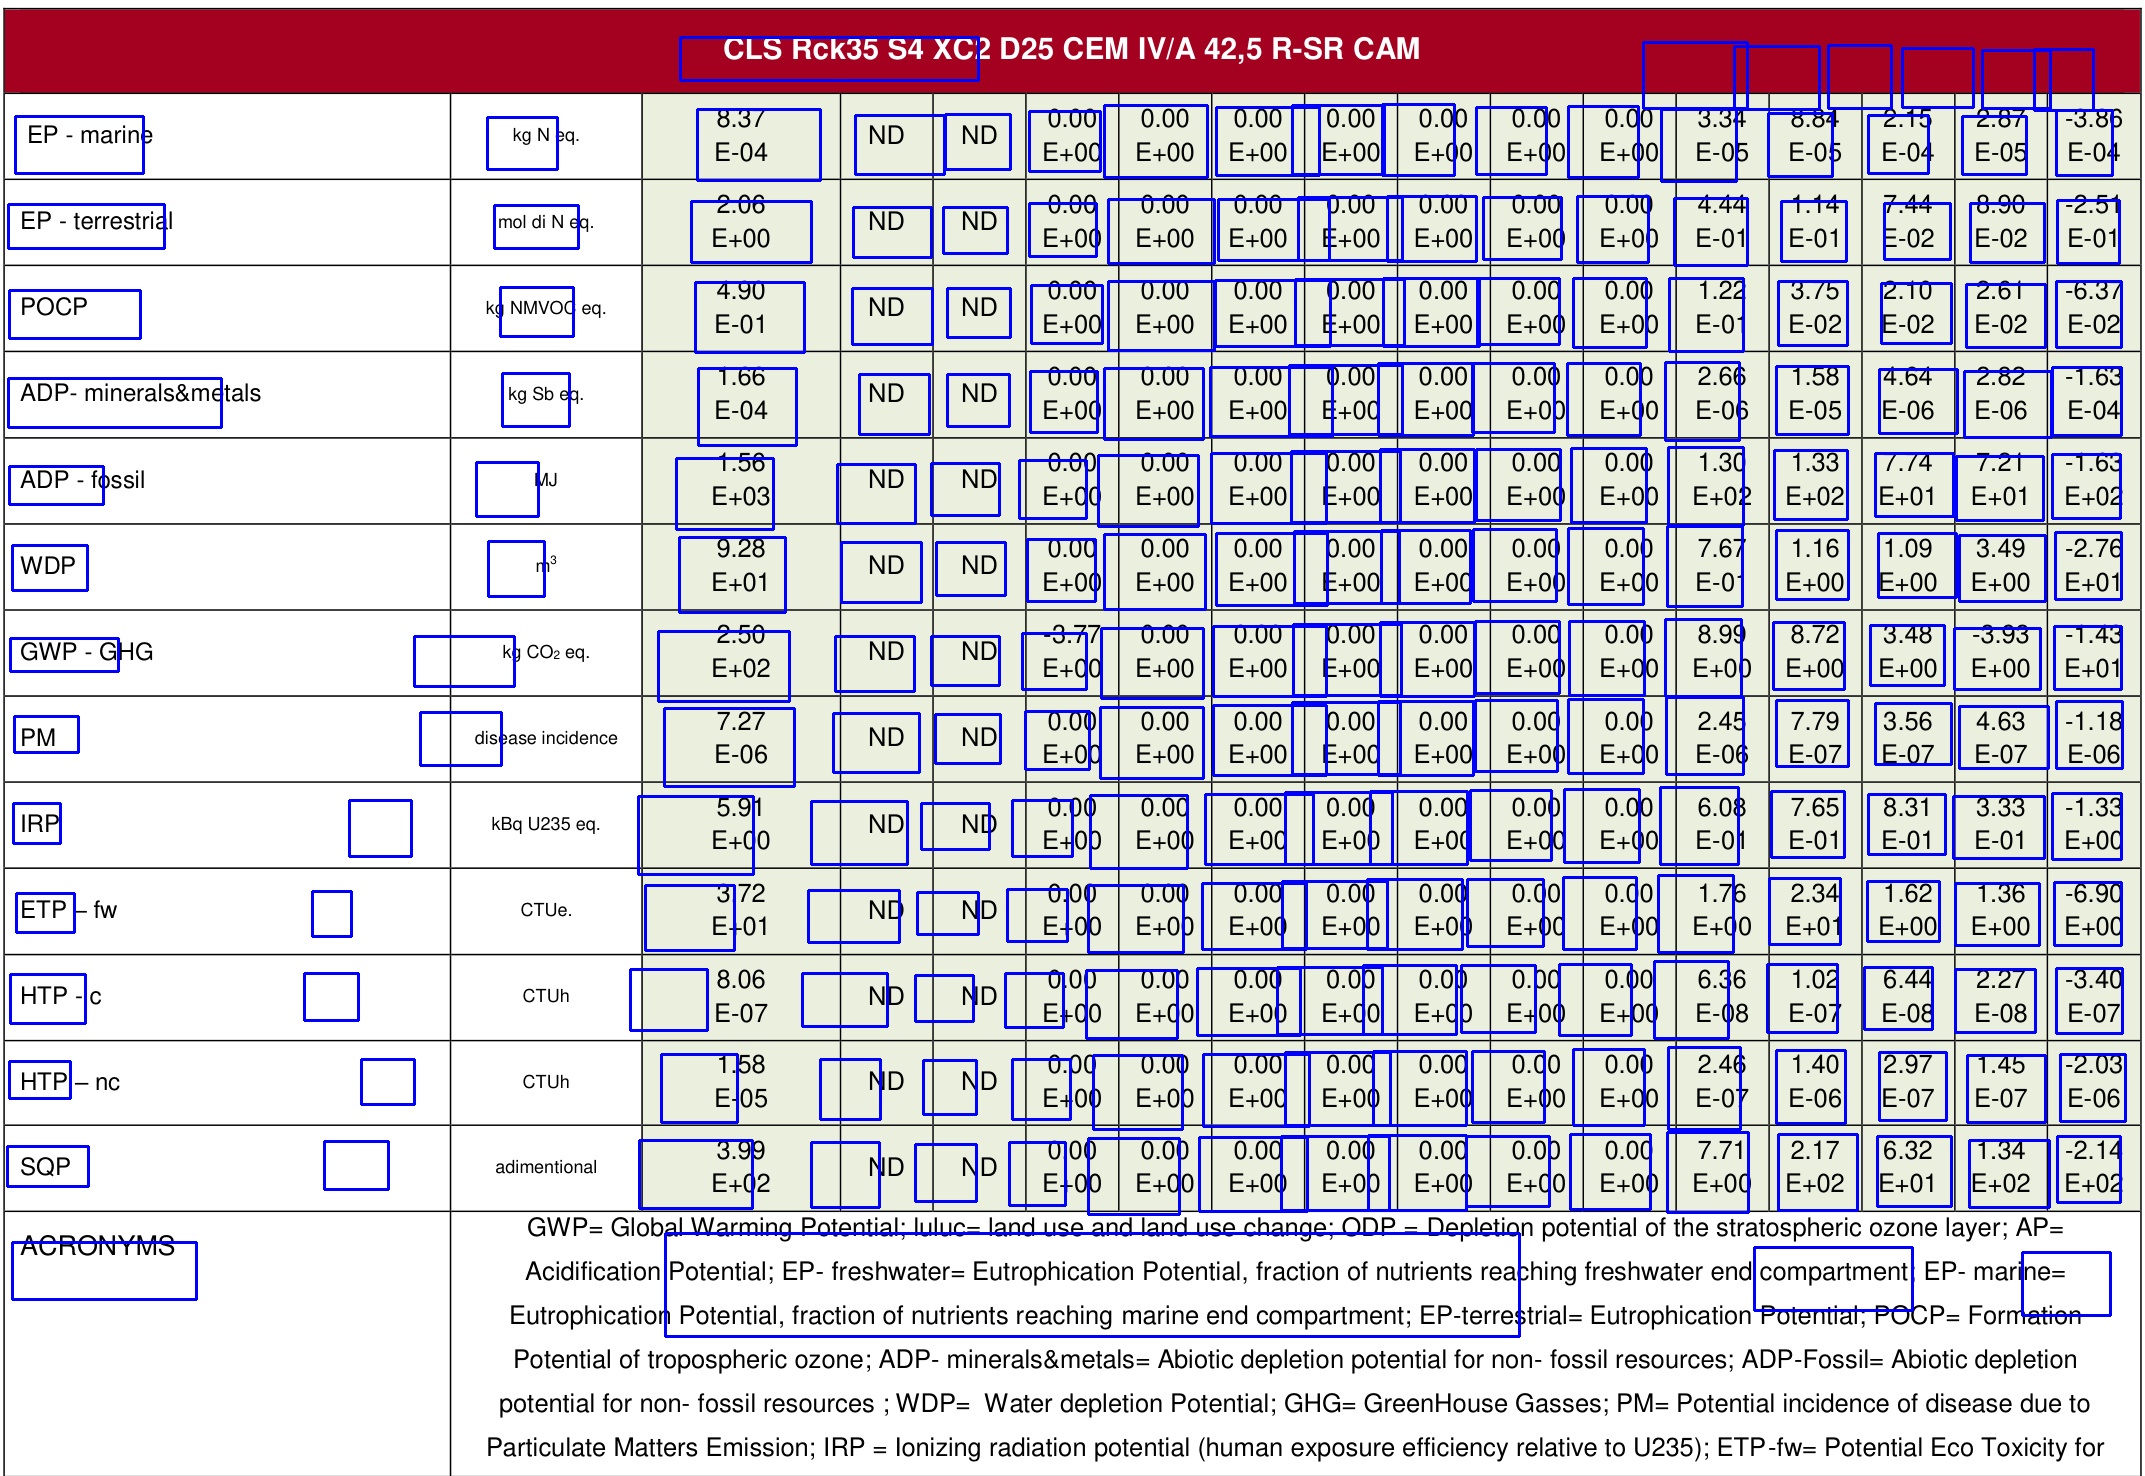 CLS Rck35 S4 XC2 D25 CEM IV/A 42,5 R-SR CAM
EP - marine kg N eq. 8.37 E-04 ND ND 0.00 E+00 0.00 E+00 0.00 E+00 0.00 E+00 0.00 E+00 0.00 E+00 0.00 E+00 3.34 E-05 8.84 E-05 2.15 E-04 2.87 E-05 -3.86 E-04
EP - terrestrial mol di N eq. 2.06 E+00 ND ND 0.00 E+00 0.00 E+00 0.00 E+00 0.00 E+00 0.00 E+00 0.00 E+00 0.00 E+00 4.44 E-01 1.14 E-01 7.44 E-02 8.90 E-02 -2.51 E-01
POCP kg NMVOC eq. 4.90 E-01 ND ND 0.00 E+00 0.00 E+00 0.00 E+00 0.00 E+00 0.00 E+00 0.00 E+00 0.00 E+00 1.22 E-01 3.75 E-02 2.10 E-02 2.61 E-02 -6.37 E-02
ADP- minerals&metals kg Sb eq. 1.66 E-04 ND ND 0.00 E+00 0.00 E+00 0.00 E+00 0.00 E+00 0.00 E+00 0.00 E+00 0.00 E+00 2.66 E-06 1.58 E-05 4.64 E-06 2.82 E-06 -1.63 E-04
ADP - fossil MJ 1.56 E+03 ND ND 0.00 E+00 0.00 E+00 0.00 E+00 0.00 E+00 0.00 E+00 0.00 E+00 0.00 E+00 1.30 E+02 1.33 E+02 7.74 E+01 7.21 E+01 -1.63 E+02
WDP m³ 9.28 E+01 ND ND 0.00 E+00 0.00 E+00 0.00 E+00 0.00 E+00 0.00 E+00 0.00 E+00 0.00 E+00 7.67 E-01 1.16 E+00 1.09 E+00 3.49 E+00 -2.76 E+01
GWP - GHG kg CO₂ eq. 2.50 E+02 ND ND -3.77 E+00 0.00 E+00 0.00 E+00 0.00 E+00 0.00 E+00 0.00 E+00 0.00 E+00 8.99 E+00 8.72 E+00 3.48 E+00 -3.93 E+00 -1.43 E+01
PM disease incidence 7.27 E-06 ND ND 0.00 E+00 0.00 E+00 0.00 E+00 0.00 E+00 0.00 E+00 0.00 E+00 0.00 E+00 2.45 E-06 7.79 E-07 3.56 E-07 4.63 E-07 -1.18 E-06
IRP kBq U235 eq. 5.91 E+00 ND ND 0.00 E+00 0.00 E+00 0.00 E+00 0.00 E+00 0.00 E+00 0.00 E+00 0.00 E+00 6.08 E-01 7.65 E-01 8.31 E-01 3.33 E-01 -1.33 E+00
ETP – fw CTUe. 3.72 E+01 ND ND 0.00 E+00 0.00 E+00 0.00 E+00 0.00 E+00 0.00 E+00 0.00 E+00 0.00 E+00 1.76 E+00 2.34 E+01 1.62 E+00 1.36 E+00 -6.90 E+00
HTP - c CTUh 8.06 E-07 ND ND 0.00 E+00 0.00 E+00 0.00 E+00 0.00 E+00 0.00 E+00 0.00 E+00 0.00 E+00 6.36 E-08 1.02 E-07 6.44 E-08 2.27 E-08 -3.40 E-07
HTP – nc CTUh 1.58 E-05 ND ND 0.00 E+00 0.00 E+00 0.00 E+00 0.00 E+00 0.00 E+00 0.00 E+00 0.00 E+00 2.46 E-07 1.40 E-06 2.97 E-07 1.45 E-07 -2.03 E-06
SQP adimentional 3.99 E+02 ND ND 0.00 E+00 0.00 E+00 0.00 E+00 0.00 E+00 0.00 E+00 0.00 E+00 0.00 E+00 7.71 E+00 2.17 E+02 6.32 E+01 1.34 E+02 -2.14 E+02
ACRONYMS
GWP= Global Warming Potential; luluc= land use and land use change; ODP = Depletion potential of the stratospheric ozone layer; AP=
Acidification Potential; EP- freshwater= Eutrophication Potential, fraction of nutrients reaching freshwater end compartment; EP- marine=
Eutrophication Potential, fraction of nutrients reaching marine end compartment; EP-terrestrial= Eutrophication Potential; POCP= Formation
Potential of tropospheric ozone; ADP- minerals&metals= Abiotic depletion potential for non- fossil resources; ADP-Fossil= Abiotic depletion
potential for non- fossil resources ; WDP= Water depletion Potential; GHG= GreenHouse Gasses; PM= Potential incidence of disease due to
Particulate Matters Emission; IRP = Ionizing radiation potential (human exposure efficiency relative to U235); ETP-fw= Potential Eco Toxicity for